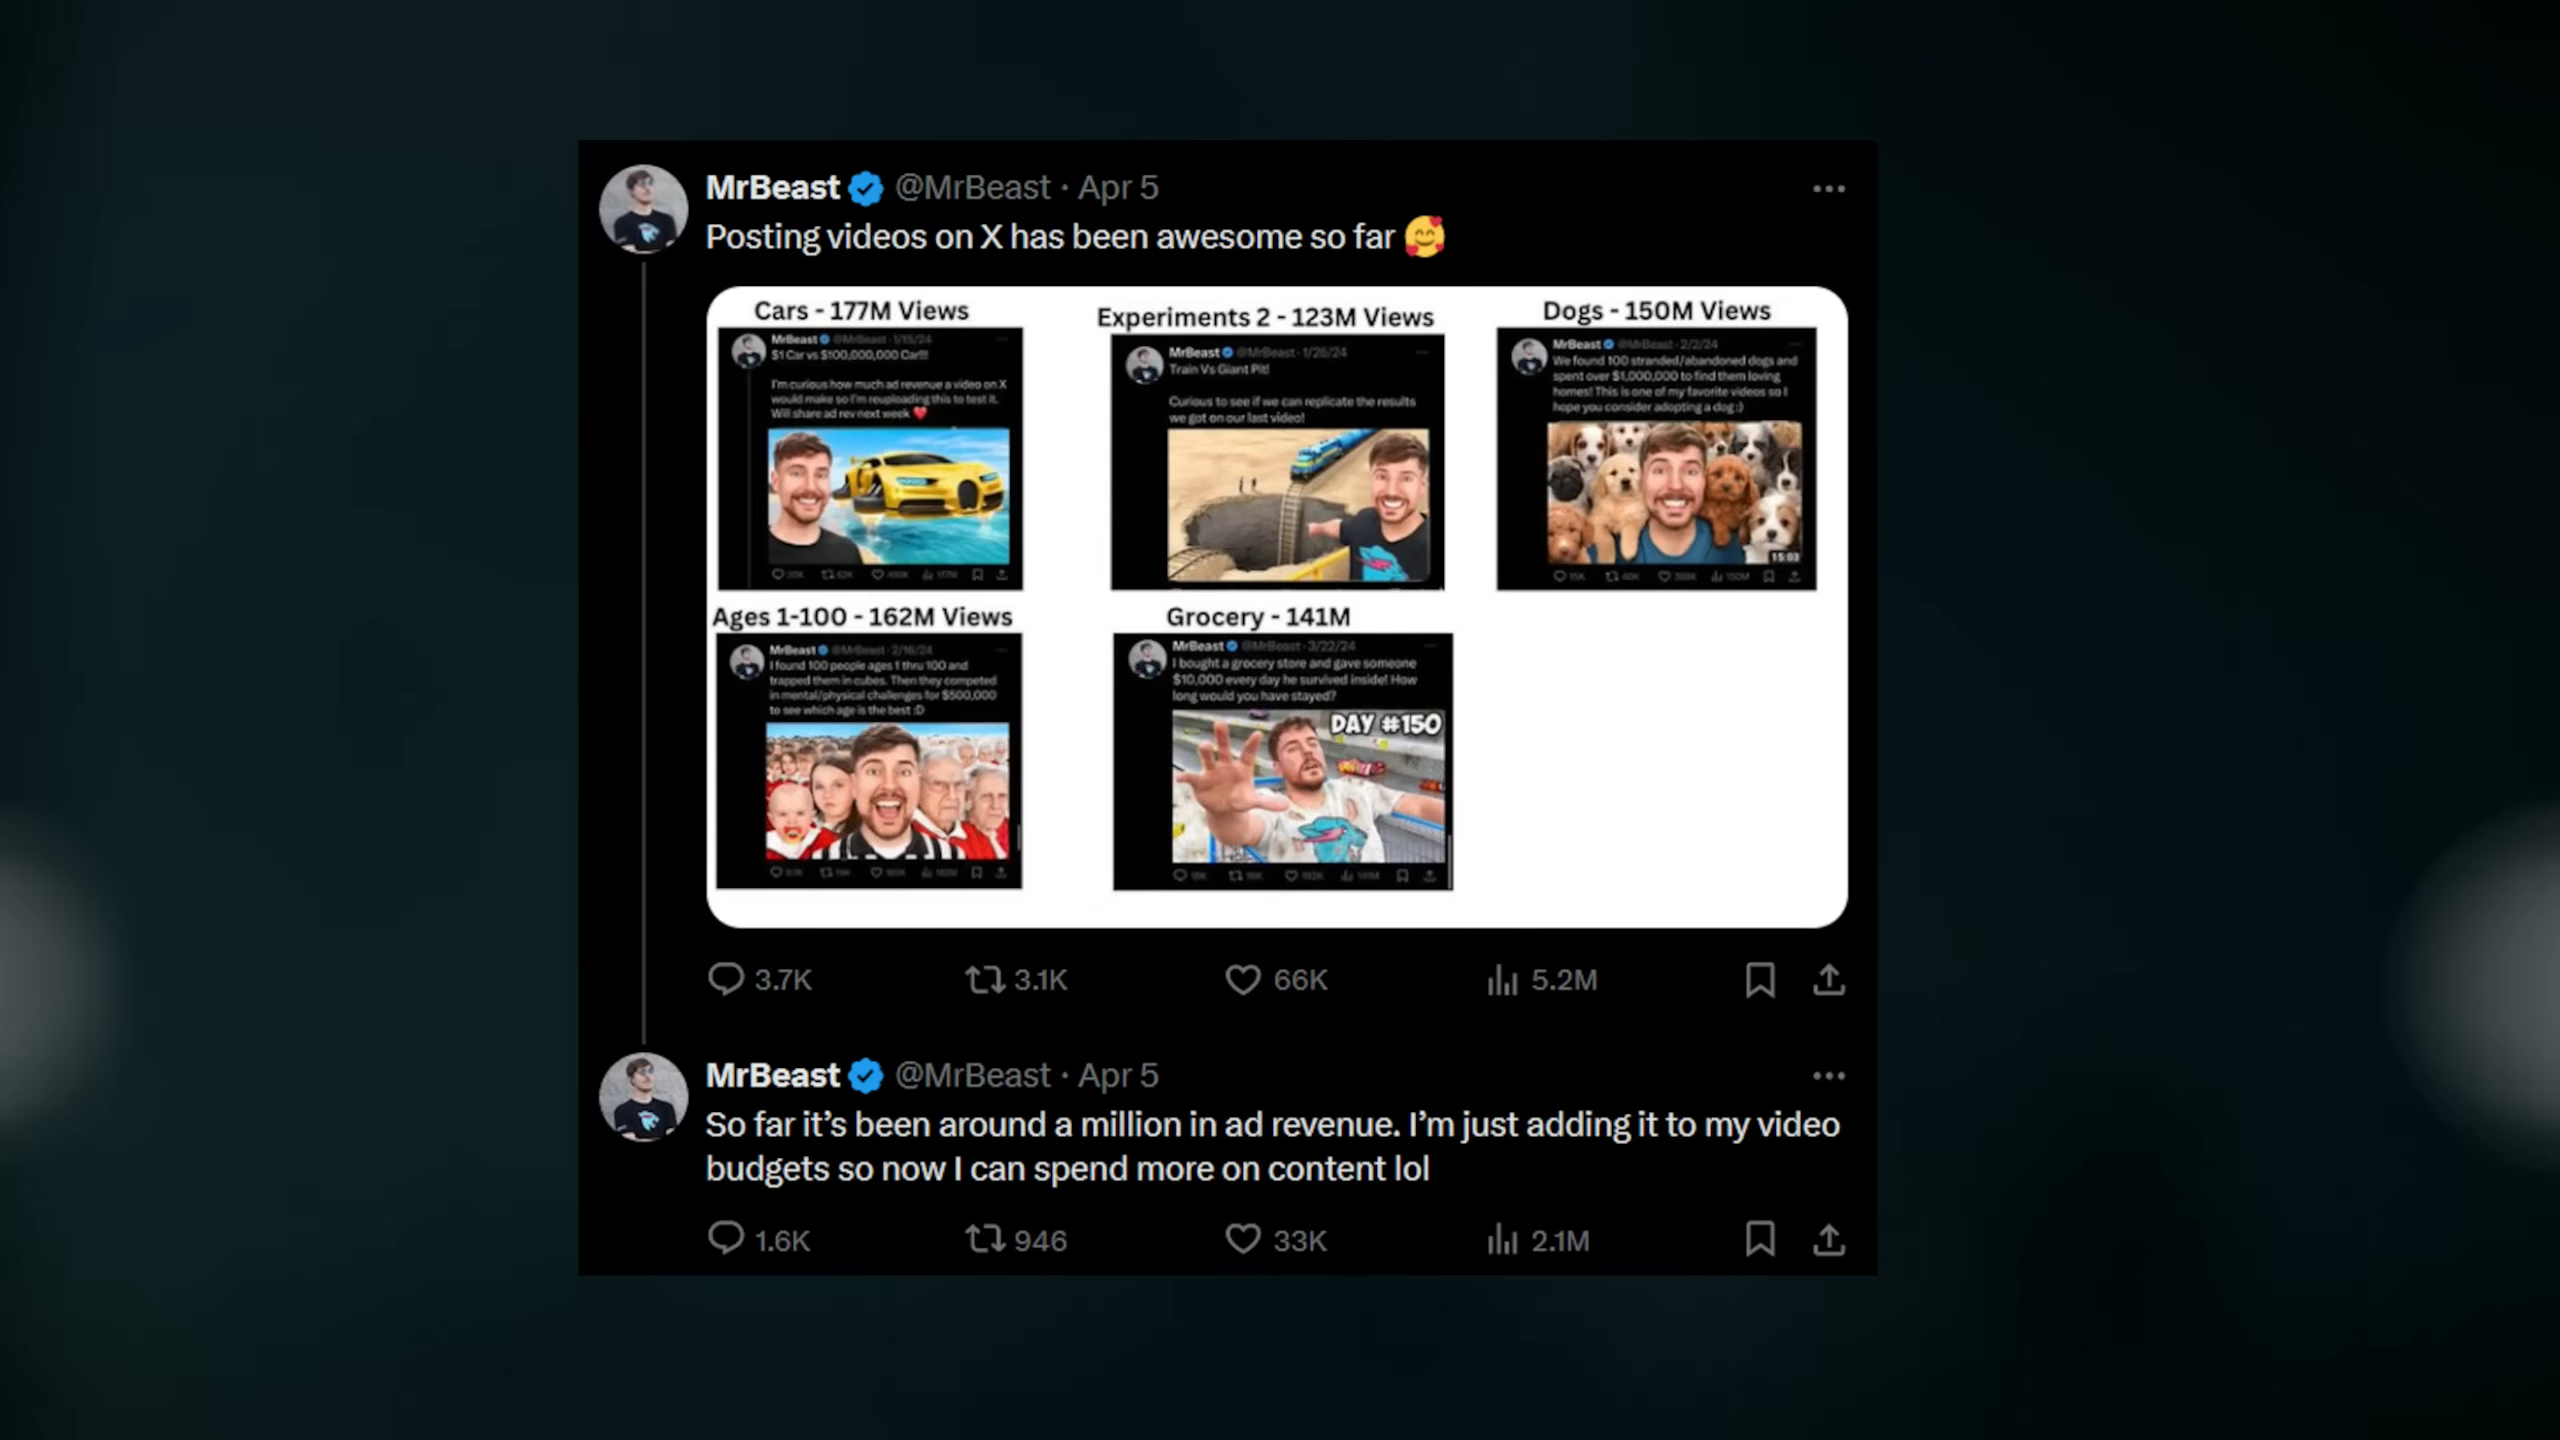 MrBeast @MrBeast · Apr 5
Posting videos on X has been awesome so far
Cars - 177M Views
MrBeast @MrBeast · 1/15/24
$1 Car vs $100,000,000 Car!!!
I'm curious how much ad revenue a video on X
would make so I'm reuploading this to test it.
Will share ad rev next week
177M
Experiments 2 - 123M Views
MrBeast @MrBeast · 1/26/24
Train Vs Giant Pit!
Curious to see if we can replicate the results
we got on our last video!
Dogs - 150M Views
MrBeast @MrBeast · 2/2/24
We found 100 stranded/abandoned dogs and
spent over $1,000,000 to find them loving
homes! This is one of my favorite videos so I
hope you consider adopting a dog :)
15:03
150M
Ages 1-100 - 162M Views
MrBeast @MrBeast · 2/16/24
I found 100 people ages 1 thru 100 and
trapped them in cubes. Then they competed
in mental/physical challenges for $500,000
to see which age is the best :D
Grocery - 141M
MrBeast @MrBeast · 3/22/24
I bought a grocery store and gave someone
$10,000 every day he survived inside! How
long would you have stayed?
DAY #150
3.7K 3.1K 66K 5.2M
MrBeast @MrBeast · Apr 5
So far it's been around a million in ad revenue. I'm just adding it to my video
budgets so now I can spend more on content lol
1.6K 946 33K 2.1M